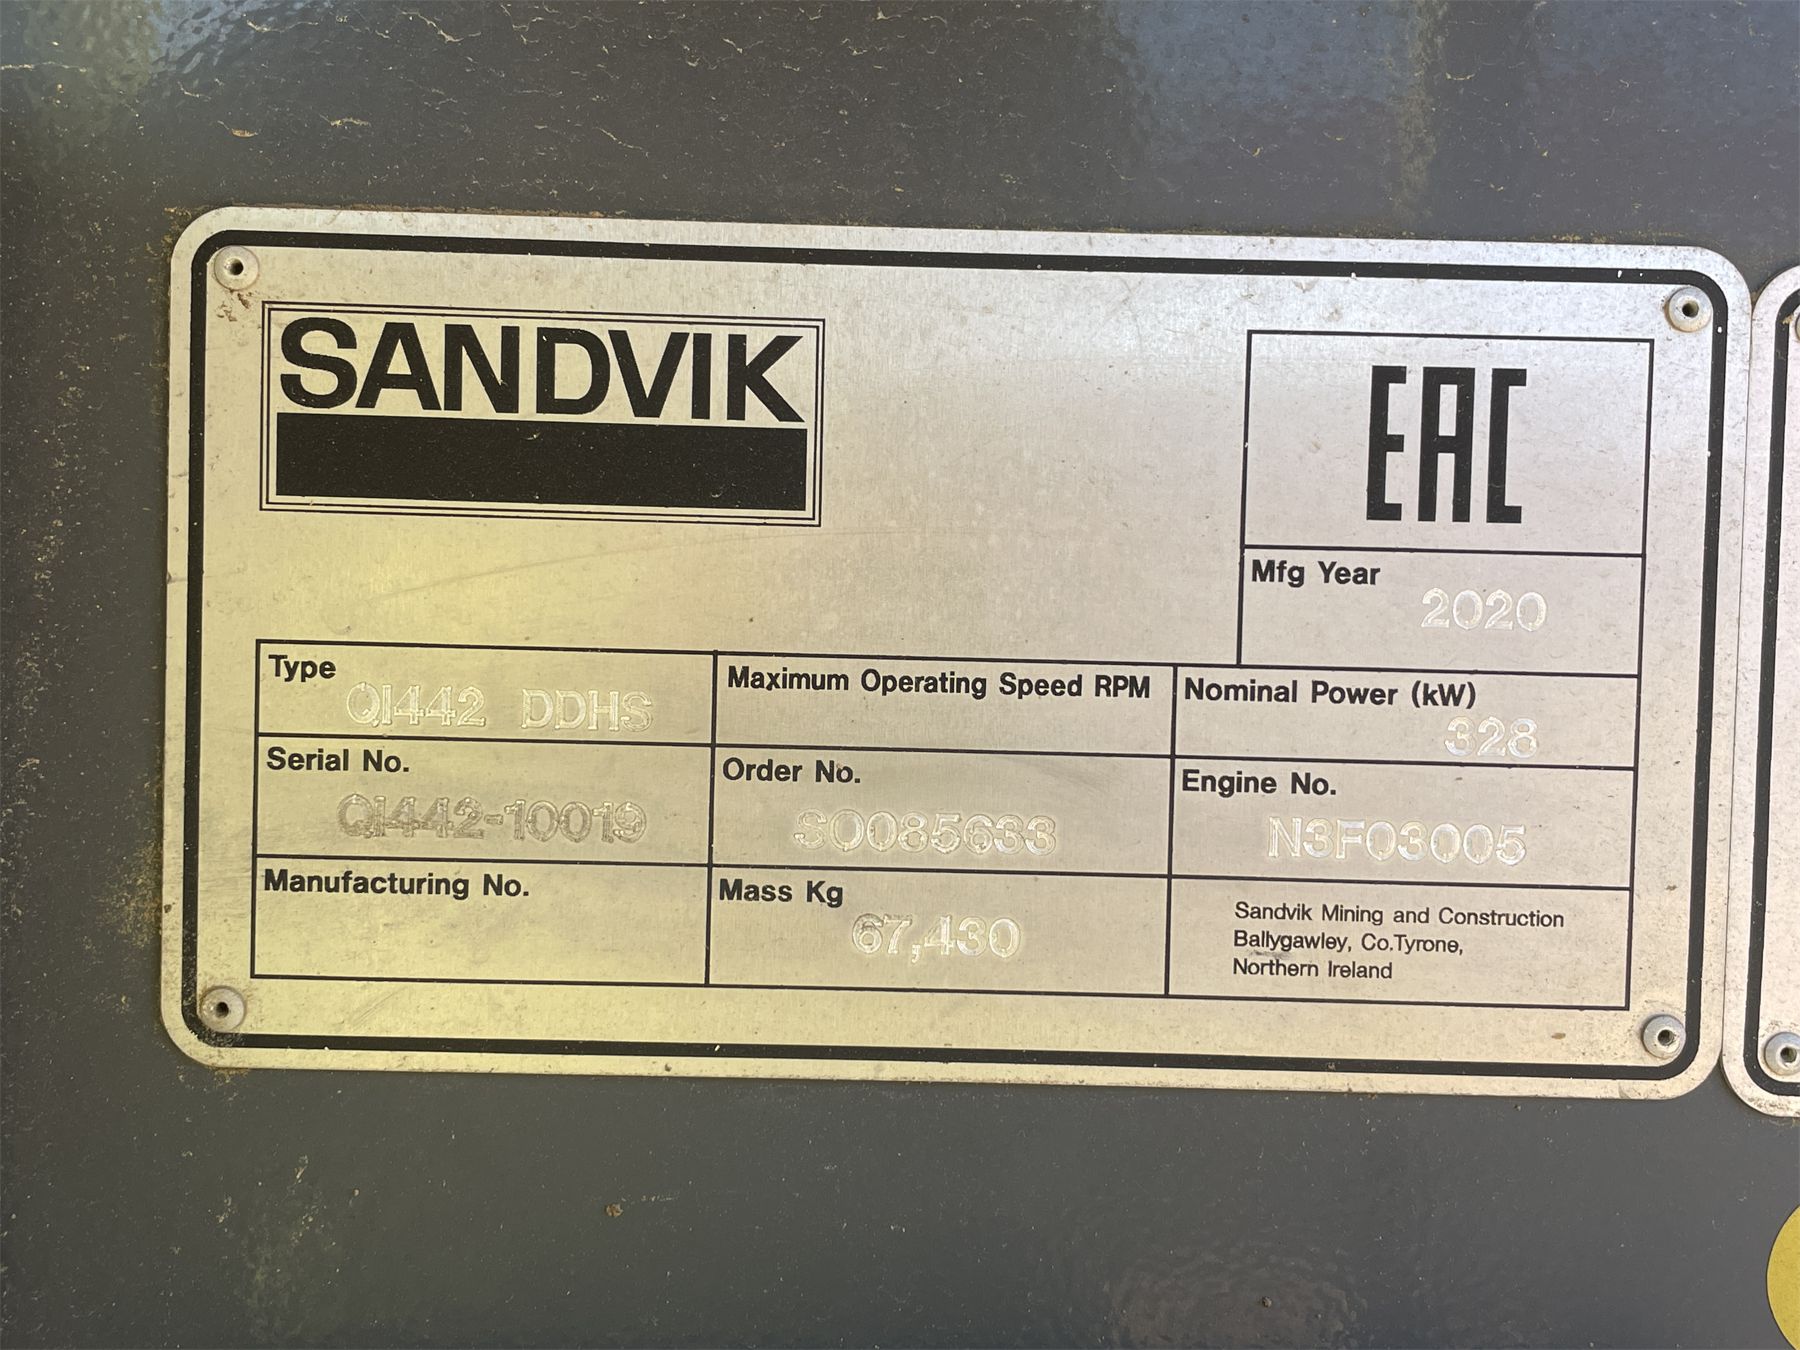 SANDVIK
EAC
Mfg Year
2020
Type
QI442 DDHS
Maximum Operating Speed RPM
Nominal Power (kW)
328
Serial No.
QI442-10019
Order No.
SO085633
Engine No.
N3F03005
Manufacturing No.
Mass Kg
67,430
Sandvik Mining and Construction
Ballygawley, Co.Tyrone,
Northern Ireland